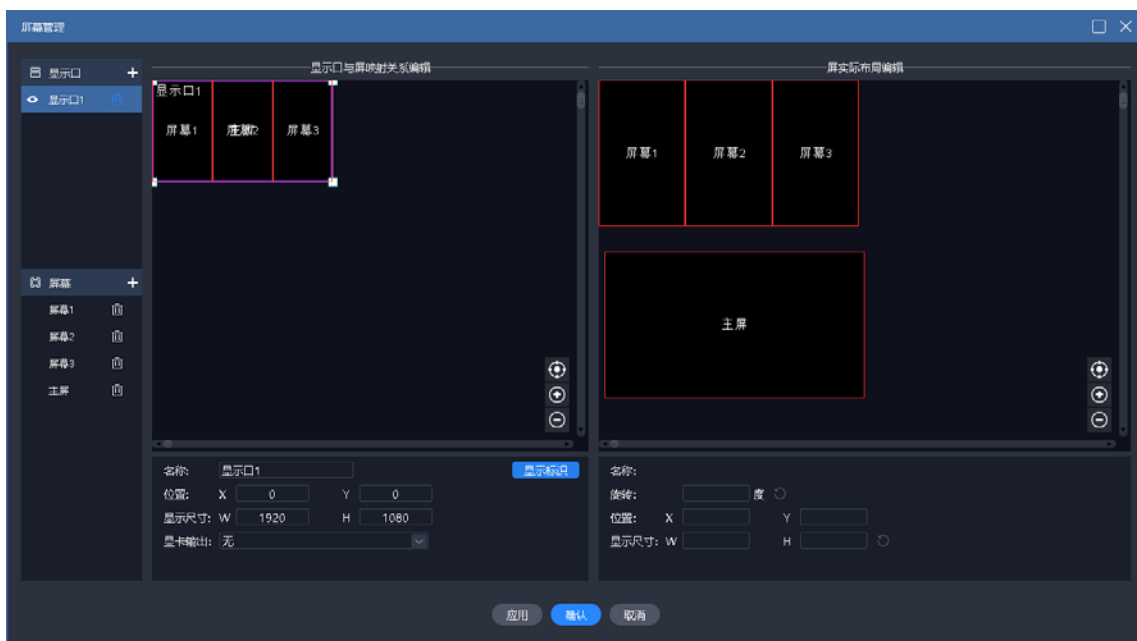 屏幕管理
显示口
显示口1
屏幕
屏幕1
屏幕2
屏幕3
主屏
显示口与屏映射关系编辑
显示口1
屏幕1
屏幕3
名称: 显示口1 显示标识
位置: X 0 Y 0
显示尺寸: W 1920 H 1080
显卡输出: 无
屏实际布局编辑
屏幕1 屏幕2 屏幕3
主屏
名称:
旋转: 度
位置: X Y
显示尺寸: W H
应用 确认 取消